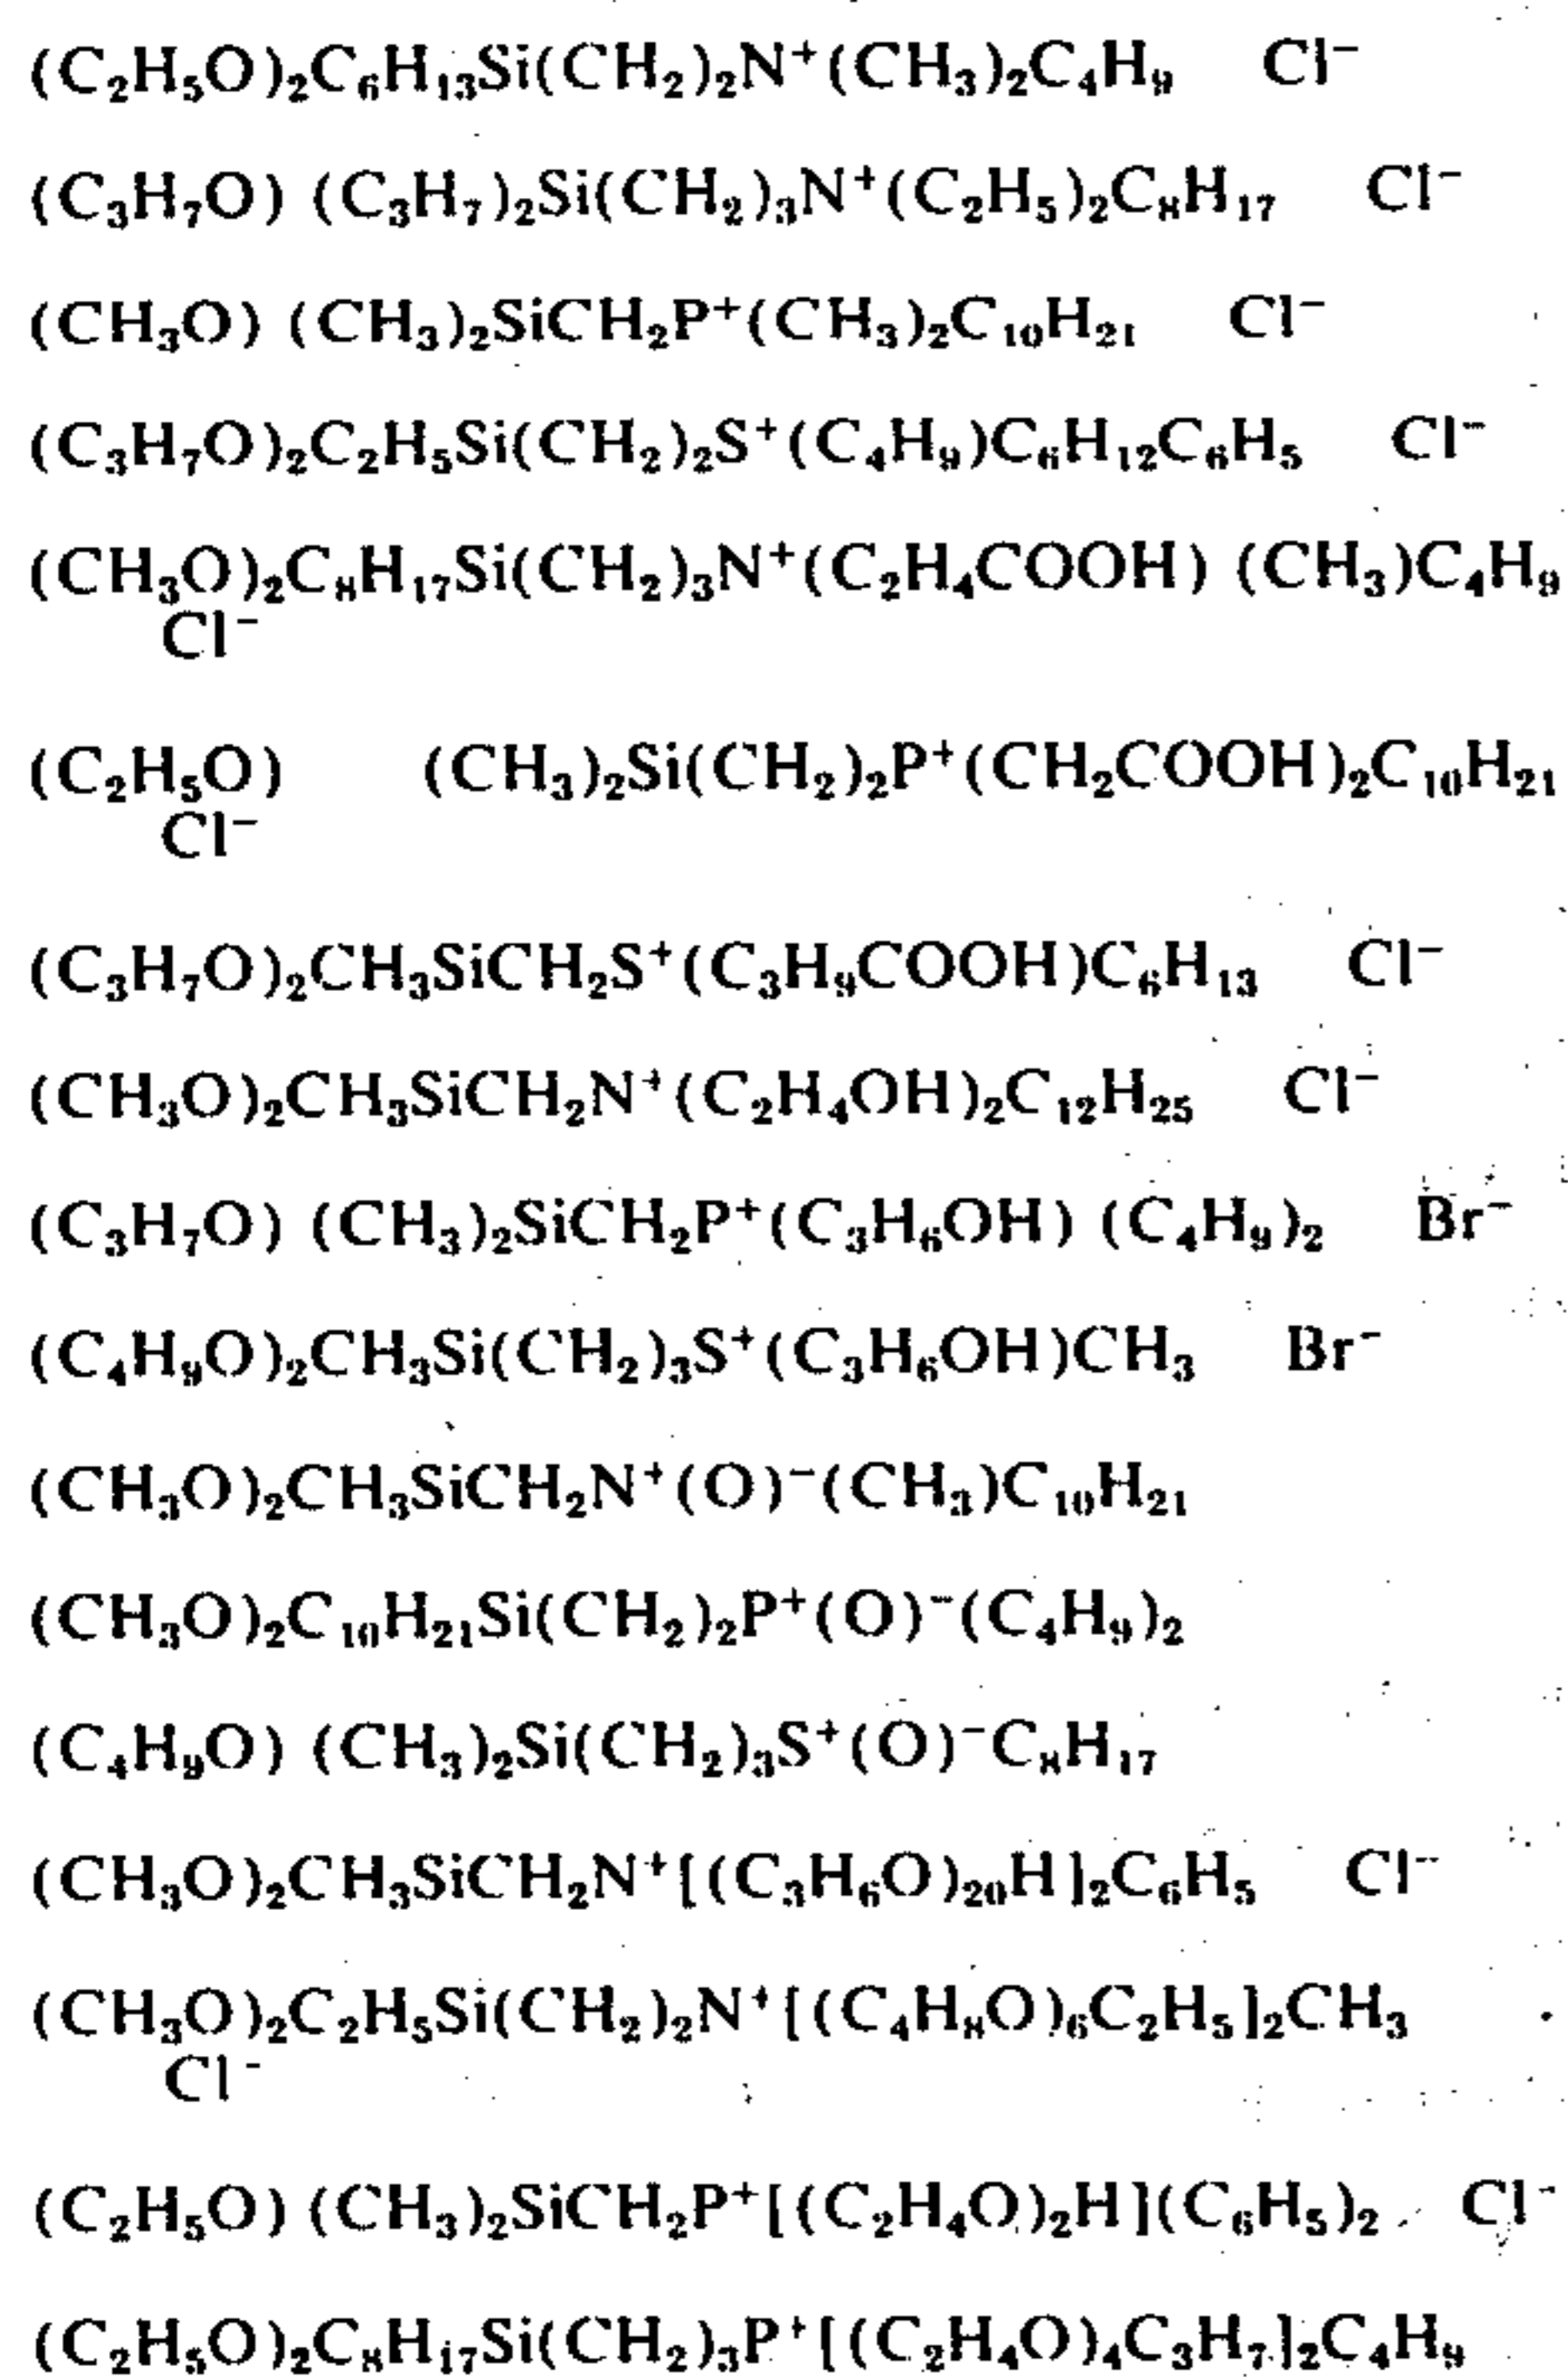 (C₂H₅O)₂C₆H₁₃Si(CH₂)₂N⁺(CH₃)₂C₄H₉ Cl⁻
(C₃H₇O) (C₃H₇)₂Si(CH₂)₃N⁺(C₂H₅)₂C₈H₁₇ Cl⁻
(CH₃O) (CH₃)₂SiCH₂P⁺(CH₃)₂C₁₀H₂₁ Cl⁻
(C₃H₇O)₂C₂H₅Si(CH₂)₂S⁺(C₄H₉)C₆H₁₂C₆H₅ Cl⁻
(CH₃O)₂C₈H₁₇Si(CH₂)₃N⁺(C₂H₄COOH) (CH₃)C₄H₉
Cl⁻
(C₂H₅O) (CH₃)₂Si(CH₂)₂P⁺(CH₂COOH)₂C₁₀H₂₁
Cl⁻
(C₃H₇O)₂CH₃SiCH₂S⁺(C₃H₉COOH)C₆H₁₃ Cl⁻
(CH₃O)₂CH₃SiCH₂N⁺(C₂H₄OH)₂C₁₂H₂₅ Cl⁻
(C₃H₇O) (CH₃)₂SiCH₂P⁺(C₃H₆OH) (C₄H₉)₂ Br⁻
(C₄H₉O)₂CH₃Si(CH₂)₃S⁺(C₃H₆OH)CH₃ Br⁻
(CH₃O)₂CH₃SiCH₂N⁺(O)⁻(CH₃)C₁₀H₂₁
(CH₃O)₂C₁₀H₂₁Si(CH₂)₂P⁺(O)⁻(C₄H₉)₂
(C₄H₉O) (CH₃)₂Si(CH₂)₃S⁺(O)⁻C₈H₁₇
(CH₃O)₂CH₃SiCH₂N⁺[(C₃H₆O)₂₀H]₂C₆H₅ Cl⁻
(CH₃O)₂C₂H₅Si(CH₂)₂N⁺[(C₄H₈O)₆C₂H₅]₂CH₃
Cl⁻
(C₂H₅O) (CH₃)₂SiCH₂P⁺[(C₂H₄O)₂H](C₆H₅)₂ Cl⁻
(C₂H₅O)₂C₈H₁₇Si(CH₂)₃P⁺[(C₂H₄O)₄C₃H₇]₂C₄H₉